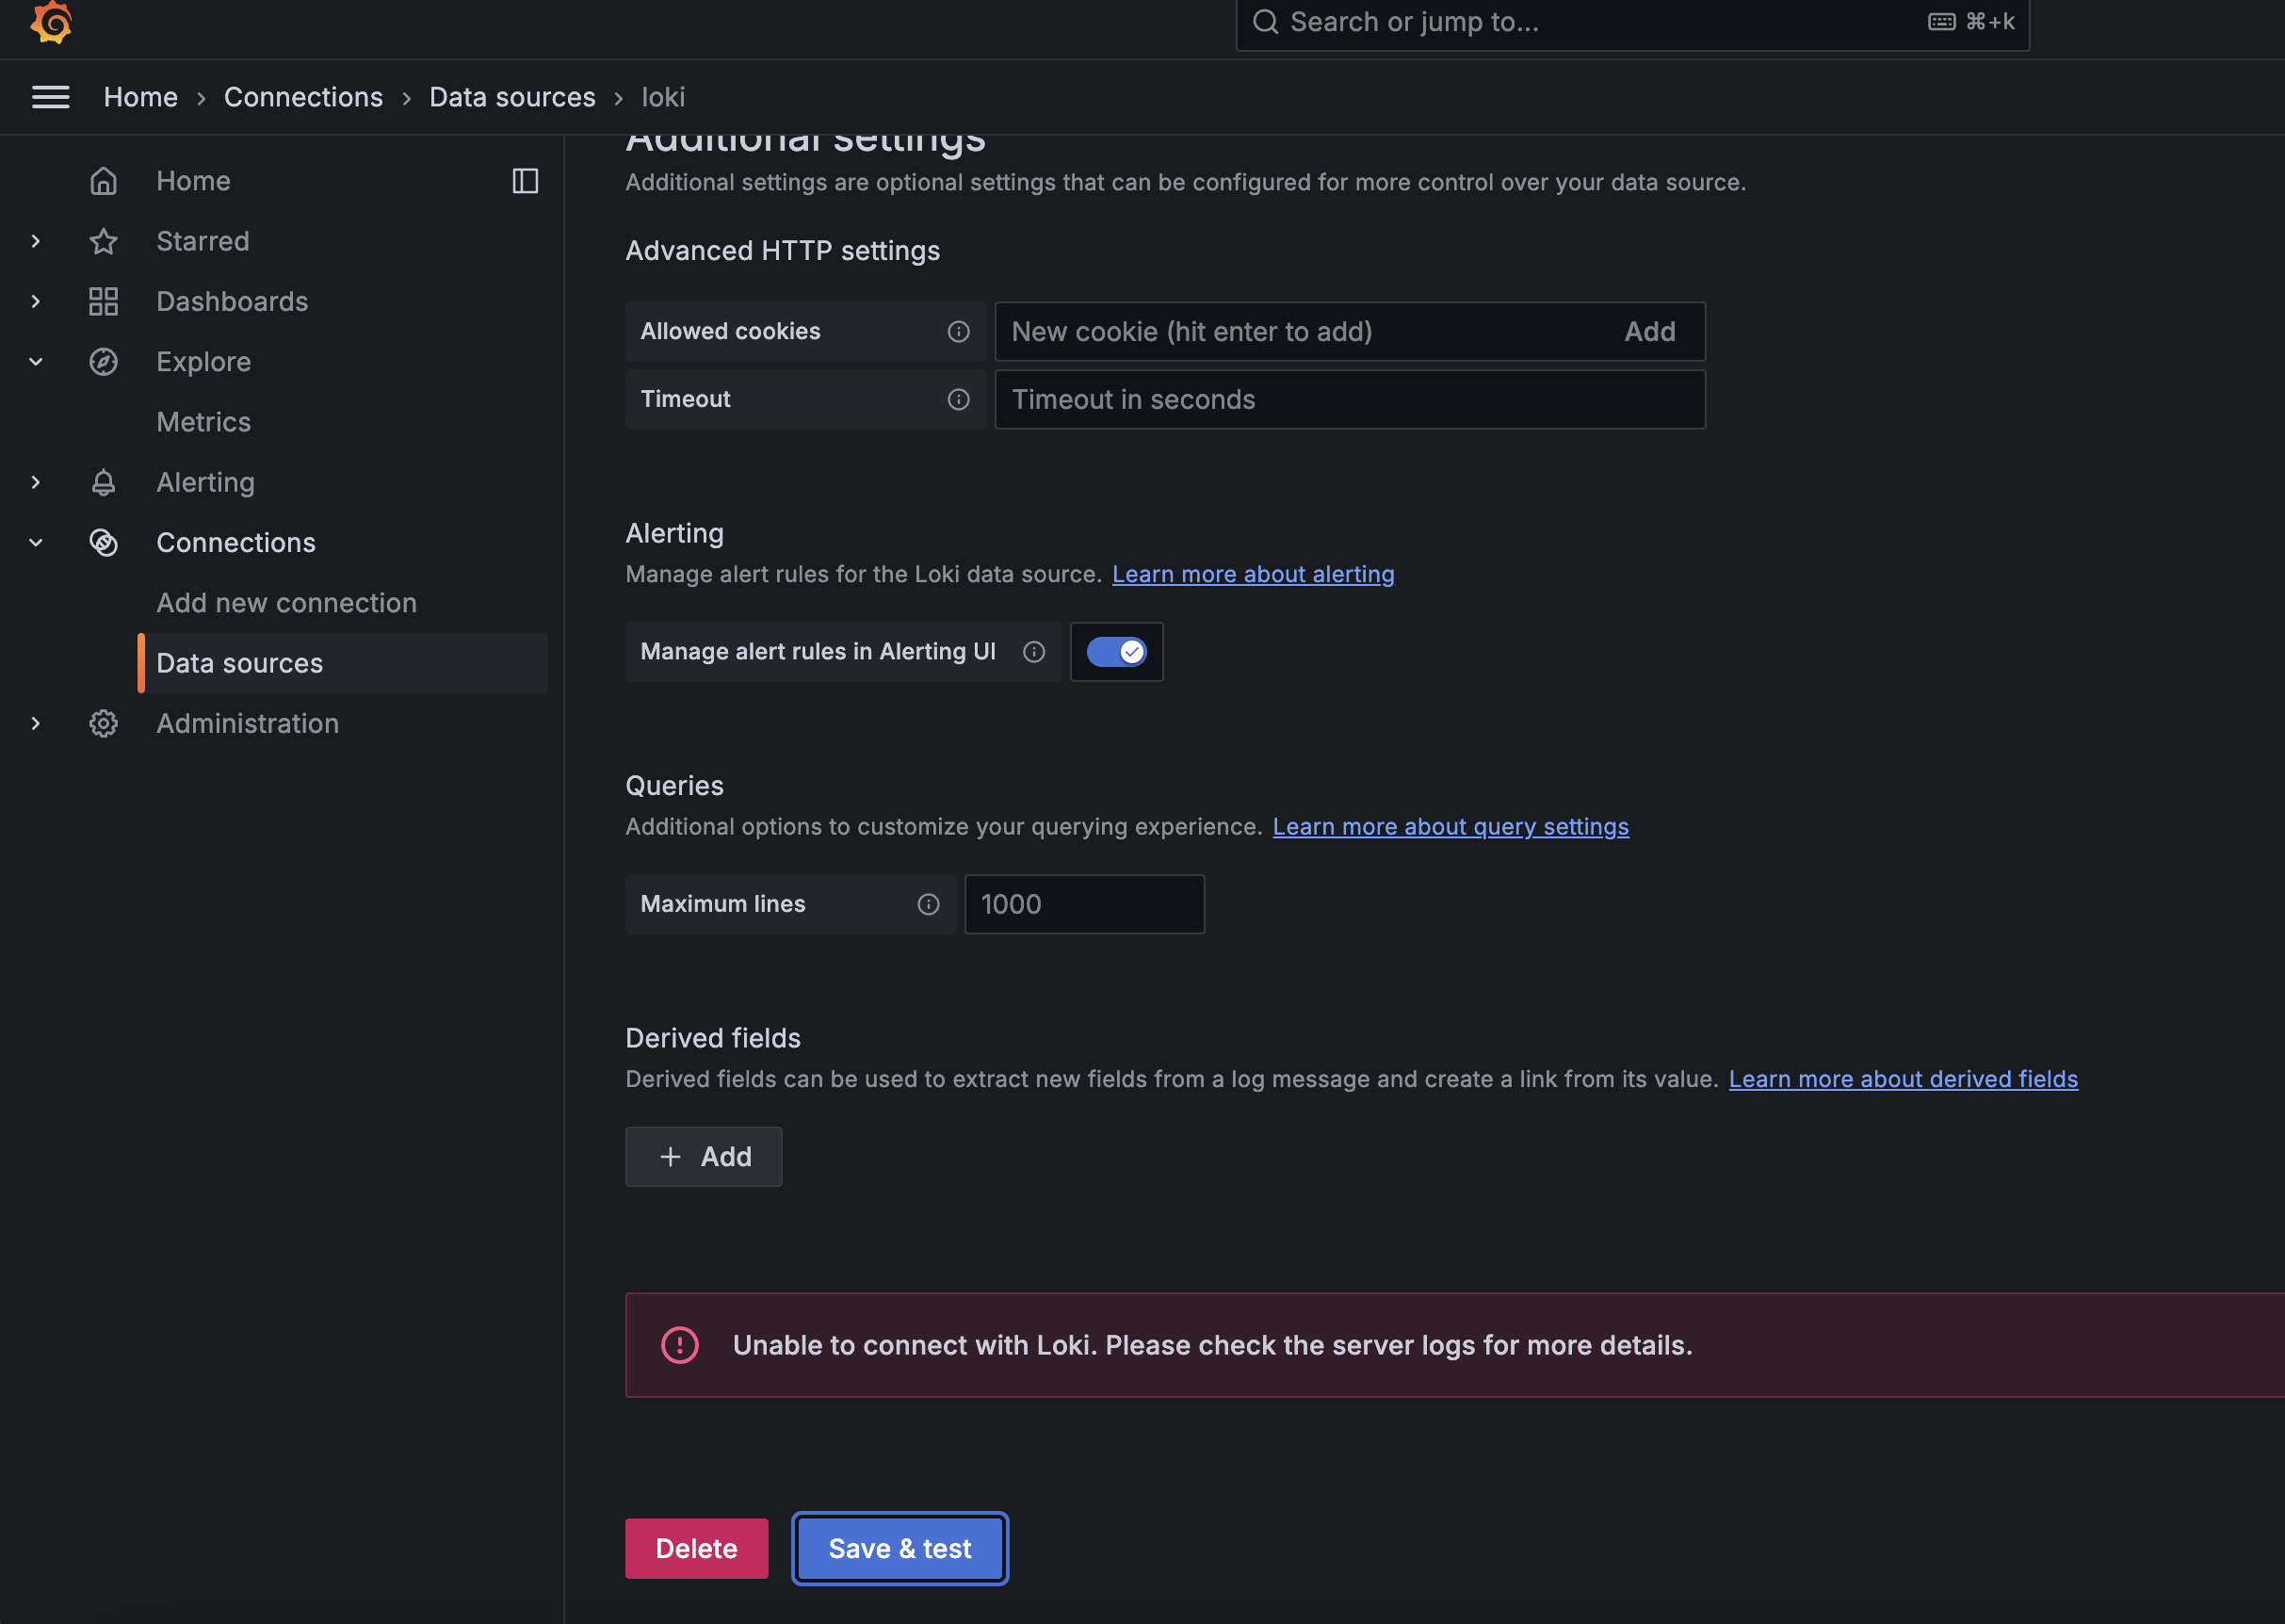 Search or jump to...
⌘+k
Home › Connections › Data sources › loki
Home
Starred
Dashboards
Explore
Metrics
Alerting
Connections
Add new connection
Data sources
Administration
Additional settings
Additional settings are optional settings that can be configured for more control over your data source.
Advanced HTTP settings
Allowed cookies New cookie (hit enter to add) Add
Timeout Timeout in seconds
Alerting
Manage alert rules for the Loki data source. Learn more about alerting
Manage alert rules in Alerting UI
Queries
Additional options to customize your querying experience. Learn more about query settings
Maximum lines 1000
Derived fields
Derived fields can be used to extract new fields from a log message and create a link from its value. Learn more about derived fields
+ Add
Unable to connect with Loki. Please check the server logs for more details.
Delete Save & test